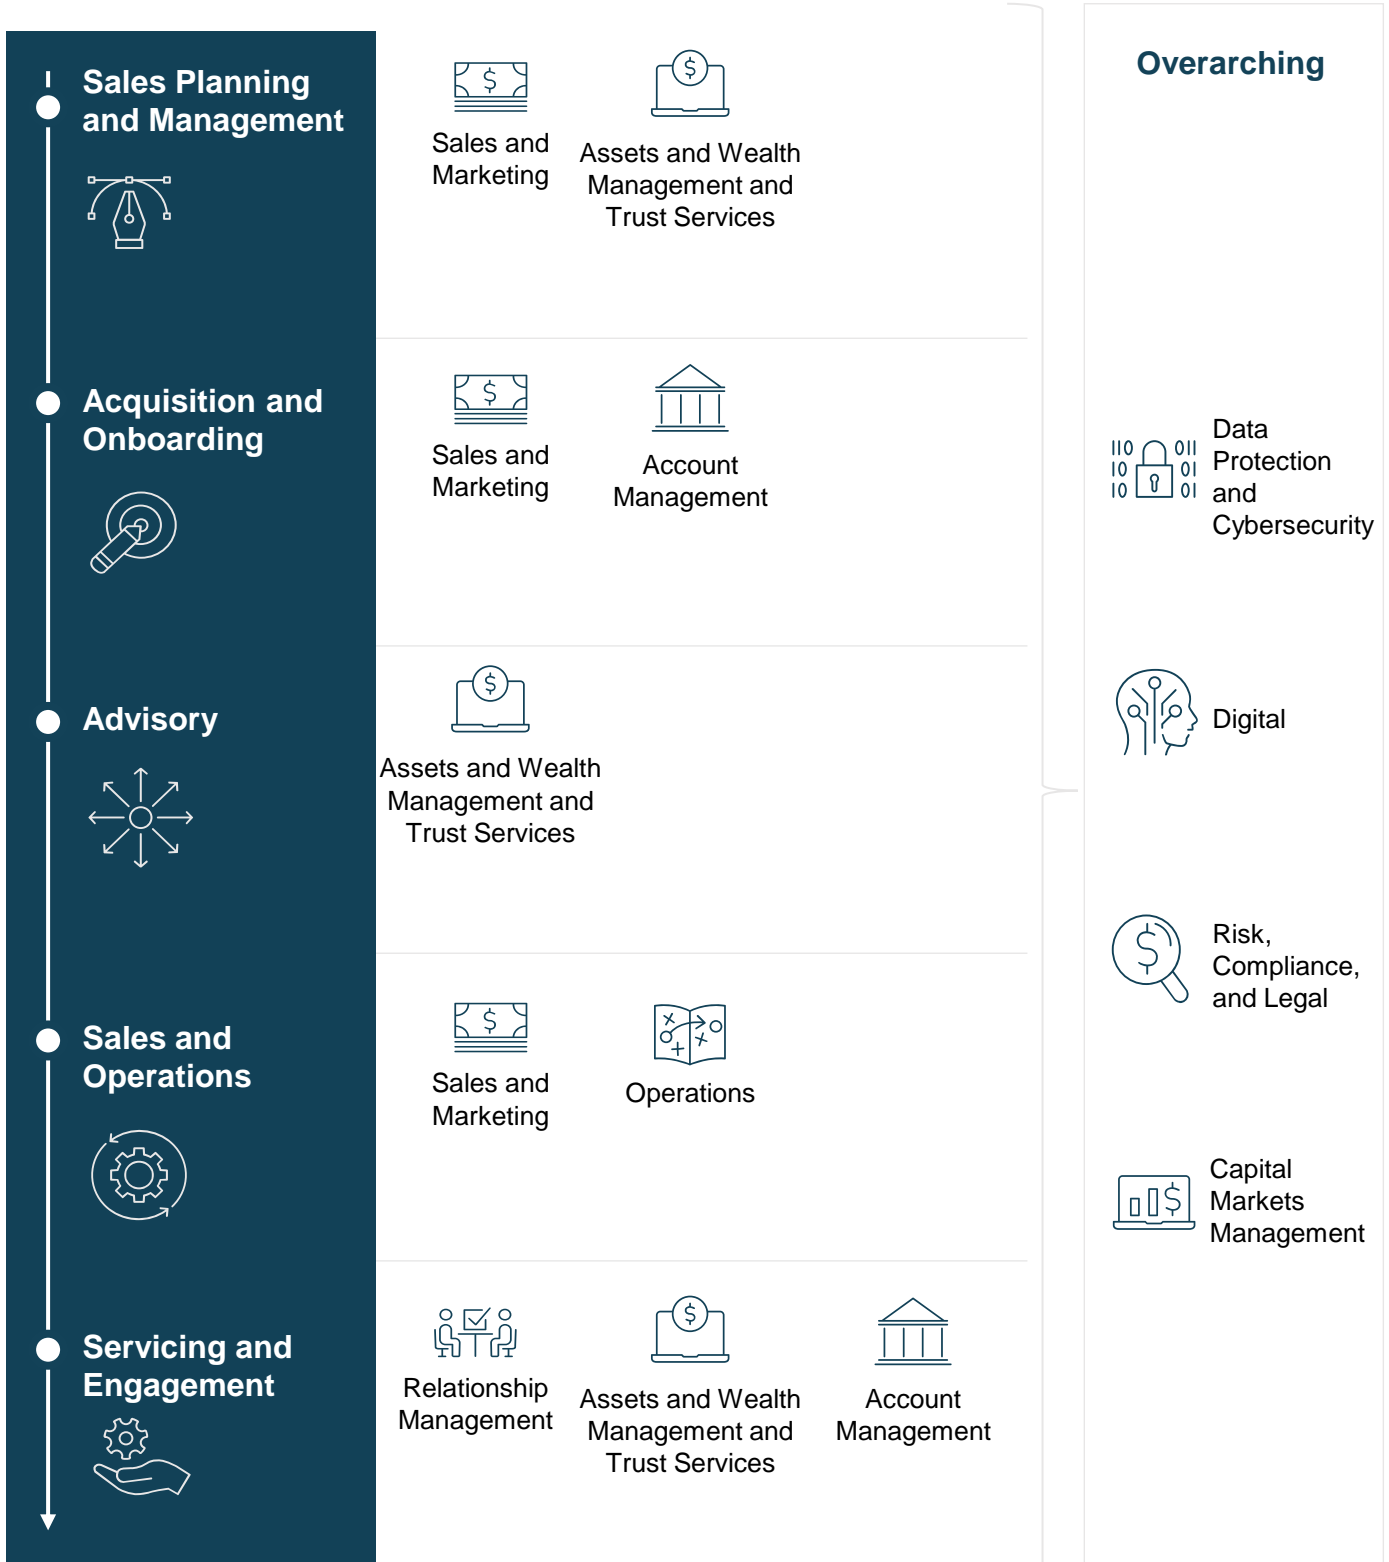 Sales Planning
and Management
Sales and
Marketing
Assets and Wealth
Management and
Trust Services
Acquisition and
Onboarding
Sales and
Marketing
Account
Management
Advisory
Assets and Wealth
Management and
Trust Services
Sales and
Operations
Sales and
Marketing
Operations
Servicing and
Engagement
Relationship
Management
Assets and Wealth
Management and
Trust Services
Account
Management
Overarching
Data
Protection
and
Cybersecurity
Digital
Risk,
Compliance,
and Legal
Capital
Markets
Management